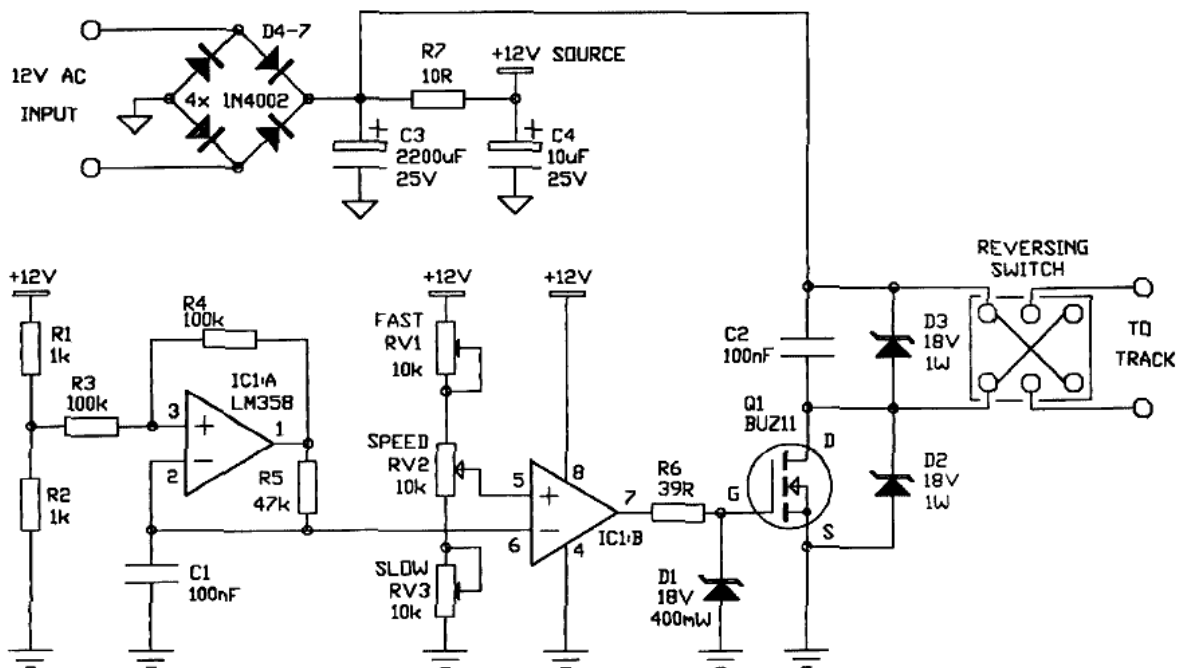 D4-7
12V AC
INPUT
4x 1N4002
R7
10R
+12V SOURCE
+
C3
2200uF
25V
+
C4
10uF
25V
+12V
R1
1k
R2
1k
R3
100k
R4
100k
3
2
1
+
−
IC1:A
LM358
R5
47k
C1
100nF
+12V
FAST
RV1
10k
SPEED
RV2
10k
SLOW
RV3
10k
+12V
5
6
8
7
4
+
−
IC1:B
R6
39R
D1
18V
400mW
G
Q1
BUZ11
D
S
C2
100nF
D3
18V
1W
D2
18V
1W
REVERSING
SWITCH
TO
TRACK